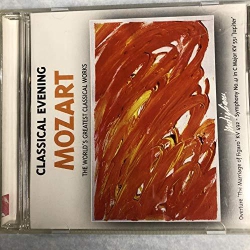 CLASSICAL EVENING
MOZART
THE WORLD'S GREATEST CLASSICAL WORKS
Overture 'The Marriage of Figaro' KV 492 · Symphony No.41 in C Major KV 551 'Jupiter'